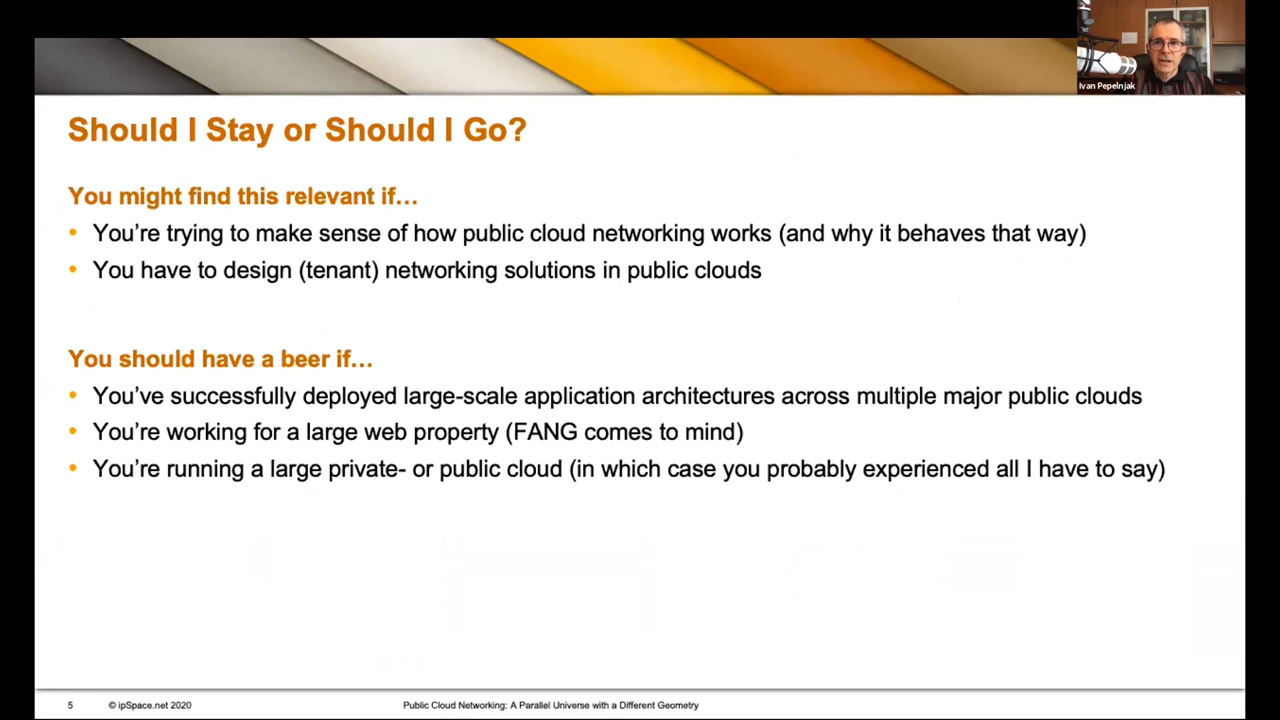 Ivan Pepelnjak
Should I Stay or Should I Go?
You might find this relevant if…
• You're trying to make sense of how public cloud networking works (and why it behaves that way)
• You have to design (tenant) networking solutions in public clouds
You should have a beer if…
• You've successfully deployed large-scale application architectures across multiple major public clouds
• You're working for a large web property (FANG comes to mind)
• You're running a large private- or public cloud (in which case you probably experienced all I have to say)
5 © ipSpace.net 2020 Public Cloud Networking: A Parallel Universe with a Different Geometry